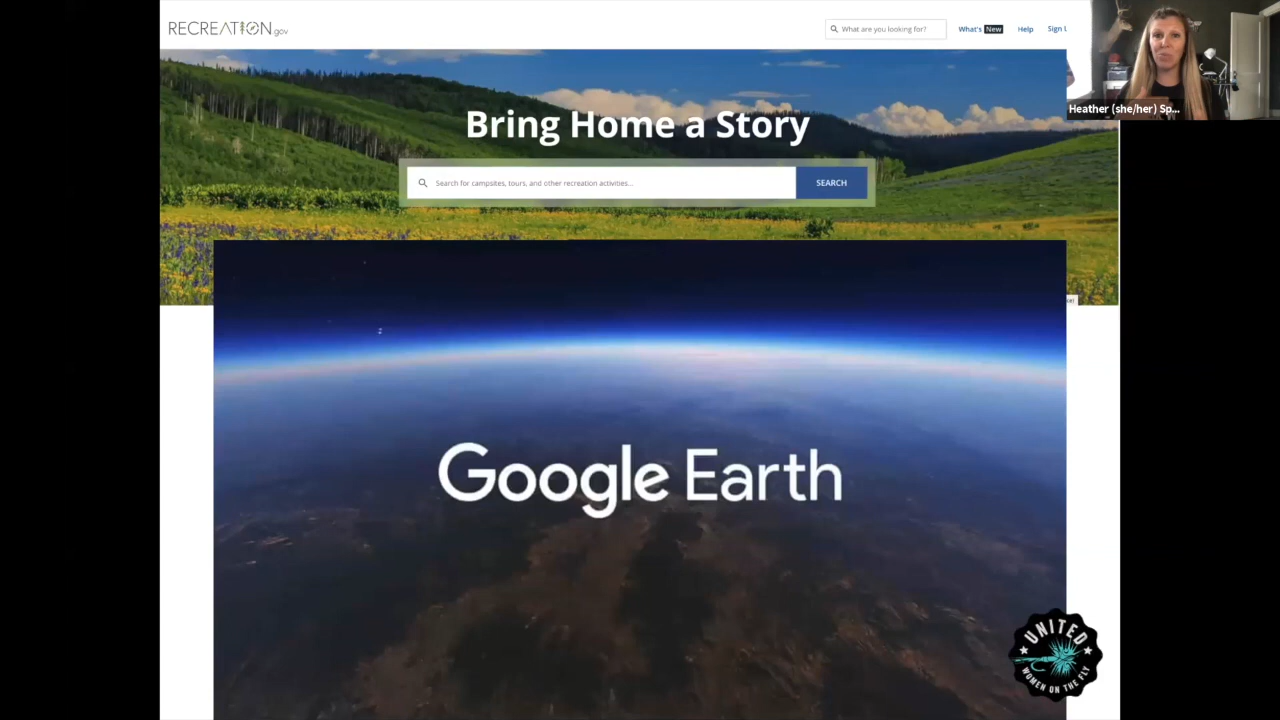 RECREATION.gov
What are you looking for?
What's New
Help
Sign U
Heather (she/her) Sp...
Bring Home a Story
Search for campsites, tours, and other recreation activities...
SEARCH
Google Earth
UNITED
WOMEN ON THE FLY